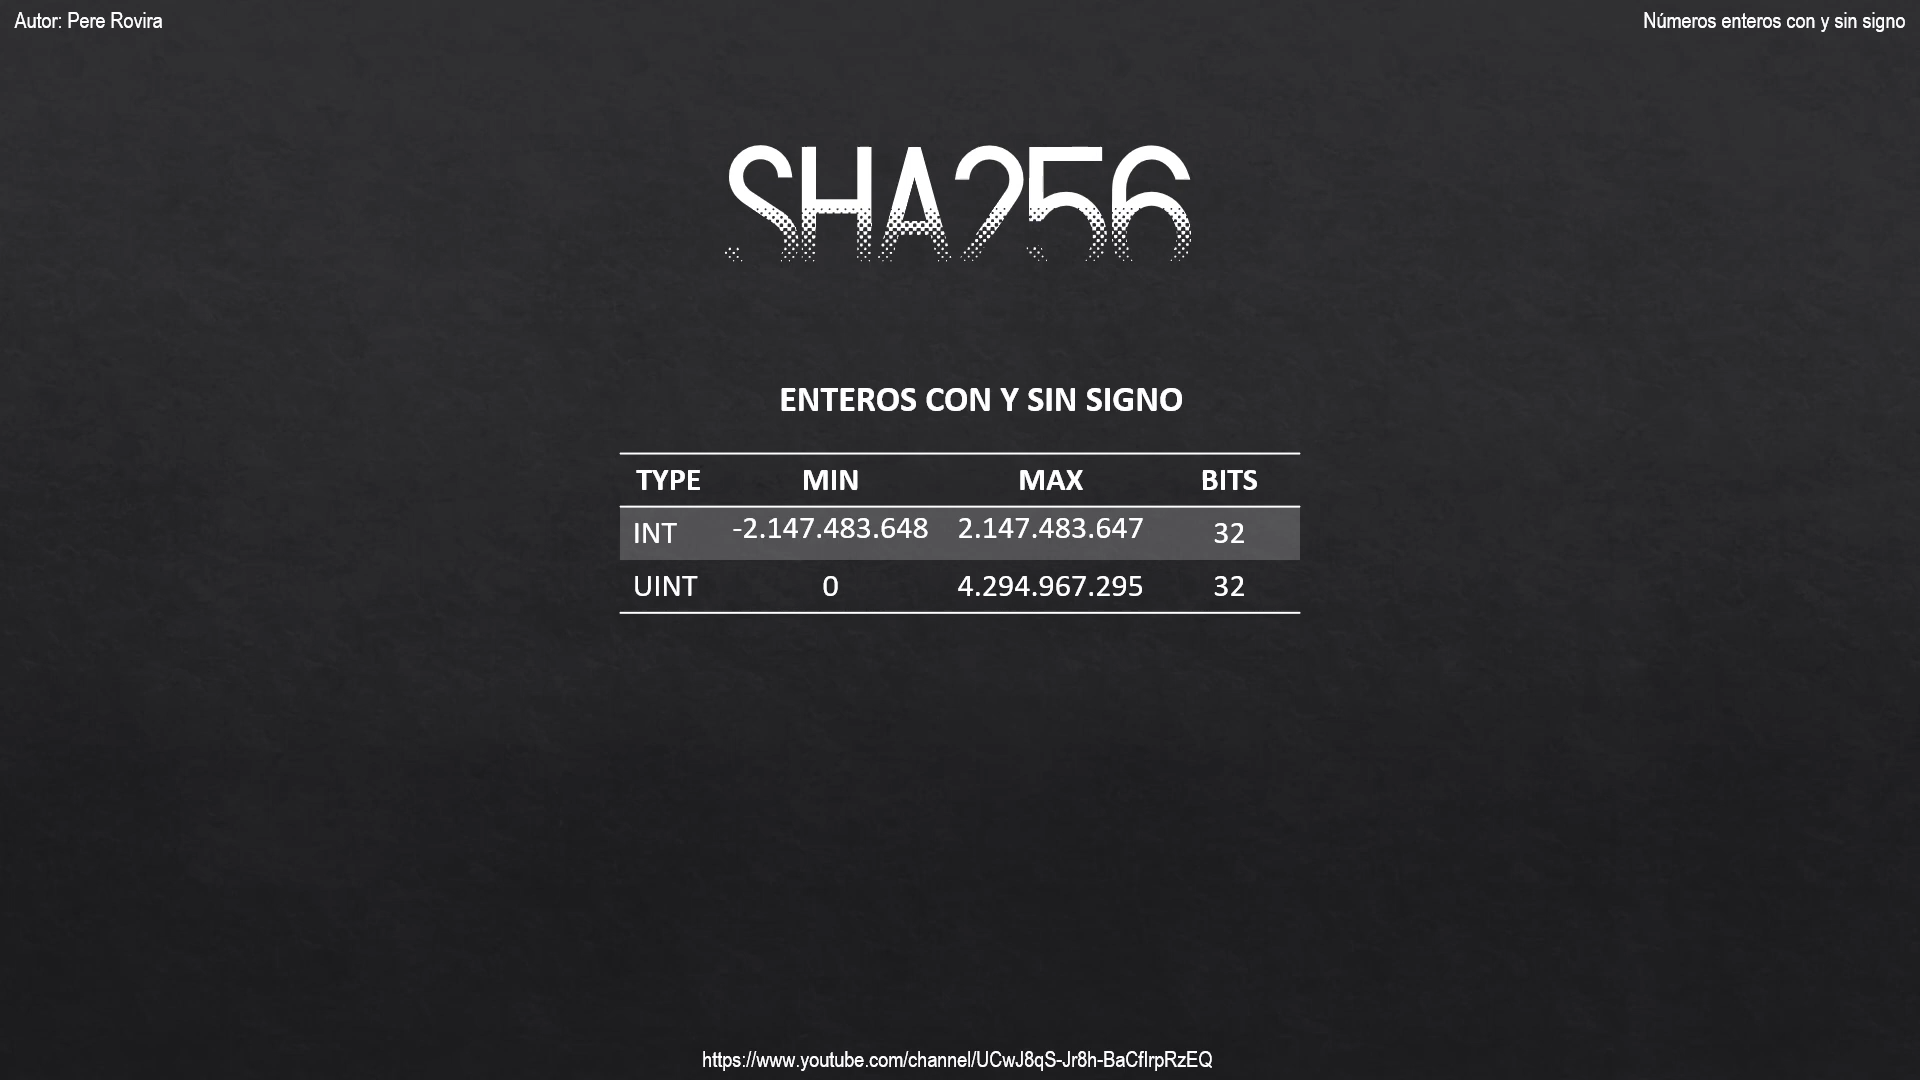 Autor: Pere Rovira
Números enteros con y sin signo
SHA256
ENTEROS CON Y SIN SIGNO
TYPE MIN MAX BITS
INT -2.147.483.648 2.147.483.647 32
UINT 0 4.294.967.295 32
https://www.youtube.com/channel/UCwJ8qS-Jr8h-BaCfIrpRzEQ